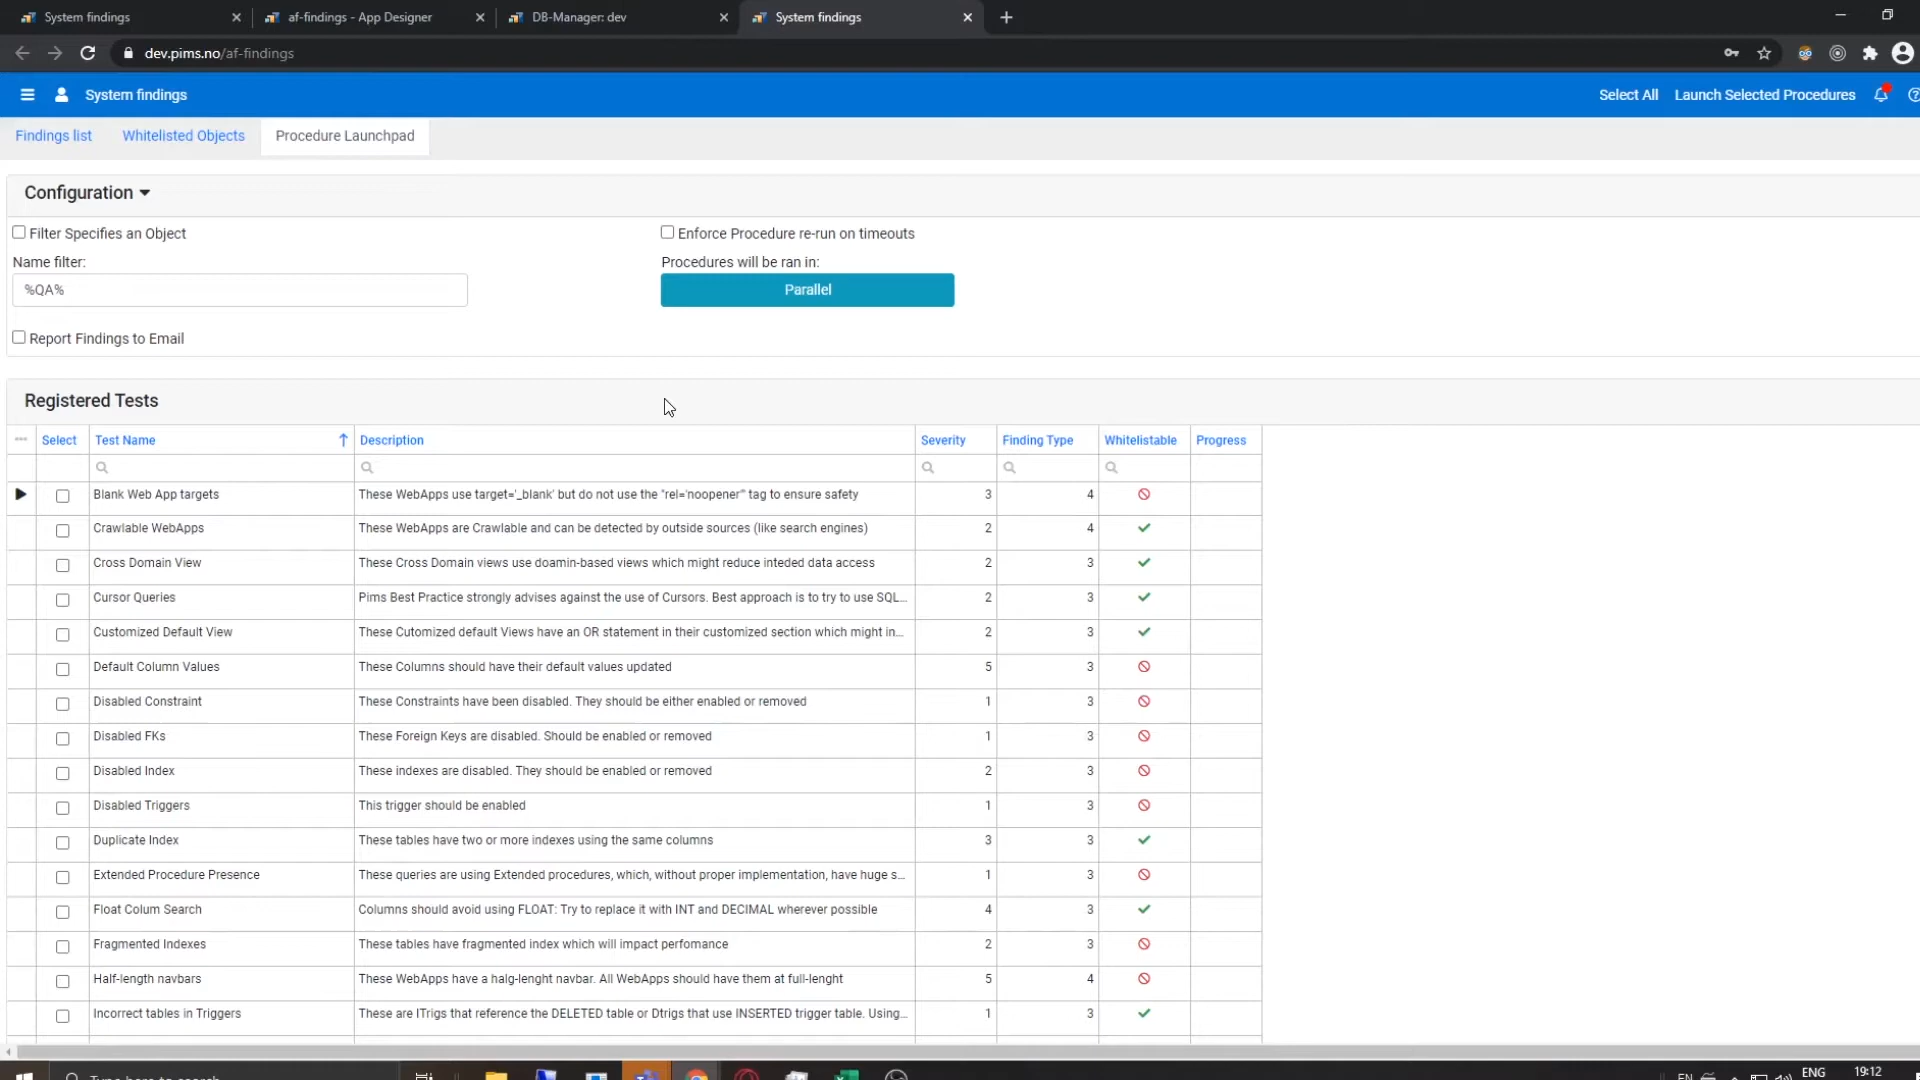 System findings
af-findings - App Designer
DB-Manager: dev
System findings
dev.pims.no/af-findings
System findings
Select All
Launch Selected Procedures
Findings list
Whitelisted Objects
Procedure Launchpad
Configuration
Filter Specifies an Object
Enforce Procedure re-run on timeouts
Name filter:
Procedures will be ran in:
%QA%
Parallel
Report Findings to Email
Registered Tests
Select Test Name Description Severity Finding Type Whitelistable Progress
Blank Web App targets These WebApps use target='_blank' but do not use the "rel='noopener'" tag to ensure safety 3 4
Crawlable WebApps These WebApps are Crawlable and can be detected by outside sources (like search engines) 2 4
Cross Domain View These Cross Domain views use doamin-based views which might reduce inteded data access 2 3
Cursor Queries Pims Best Practice strongly advises against the use of Cursors. Best approach is to try to use SQL... 2 3
Customized Default View These Cutomized default Views have an OR statement in their customized section which might in... 2 3
Default Column Values These Columns should have their default values updated 5 3
Disabled Constraint These Constraints have been disabled. They should be either enabled or removed 1 3
Disabled FKs These Foreign Keys are disabled. Should be enabled or removed 1 3
Disabled Index These indexes are disabled. They should be enabled or removed 2 3
Disabled Triggers This trigger should be enabled 1 3
Duplicate Index These tables have two or more indexes using the same columns 3 3
Extended Procedure Presence These queries are using Extended procedures, which, without proper implementation, have huge s... 1 3
Float Colum Search Columns should avoid using FLOAT: Try to replace it with INT and DECIMAL wherever possible 4 3
Fragmented Indexes These tables have fragmented index which will impact perfomance 2 3
Half-length navbars These WebApps have a halg-lenght navbar. All WebApps should have them at full-lenght 5 4
Incorrect tables in Triggers These are ITrigs that reference the DELETED table or Dtrigs that use INSERTED trigger table. Using... 1 3
Type here to search
EN
ENG
19:12